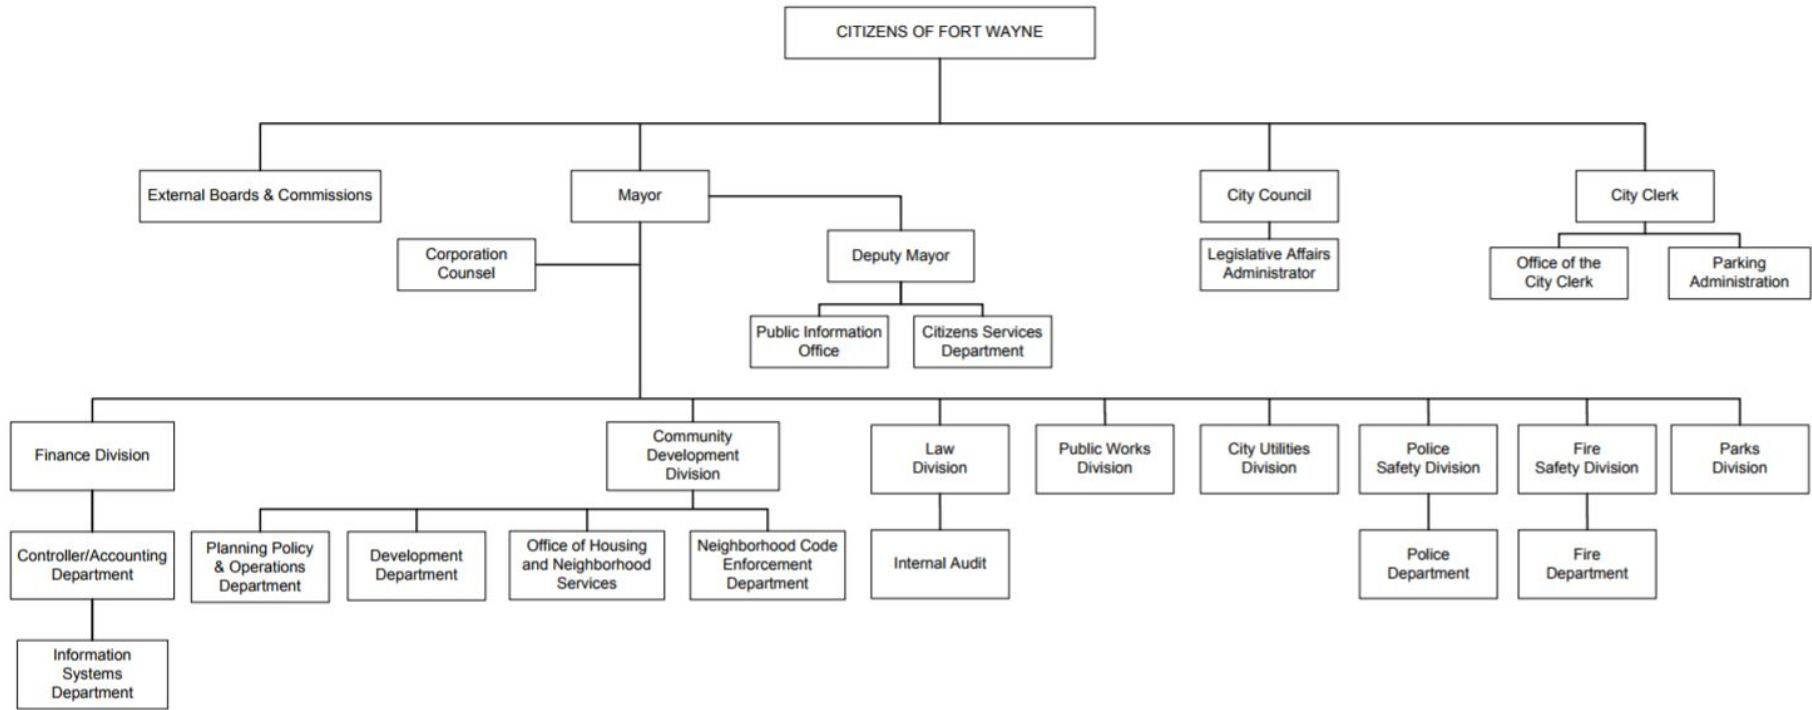 CITIZENS OF FORT WAYNE
External Boards & Commissions
Mayor
City Council
City Clerk
Corporation
Counsel
Deputy Mayor
Legislative Affairs
Administrator
Office of the
City Clerk
Parking
Administration
Public Information
Office
Citizens Services
Department
Finance Division
Community
Development
Division
Law
Division
Public Works
Division
City Utilities
Division
Police
Safety Division
Fire
Safety Division
Parks
Division
Controller/Accounting
Department
Planning Policy
& Operations
Department
Development
Department
Office of Housing
and Neighborhood
Services
Neighborhood Code
Enforcement
Department
Internal Audit
Police
Department
Fire
Department
Information
Systems
Department